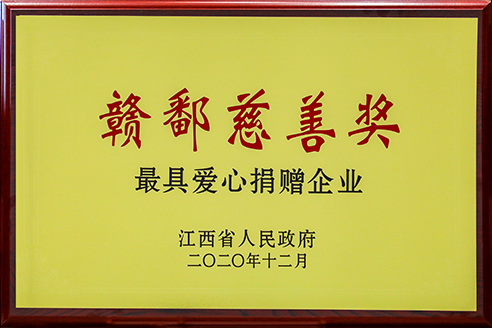 赣鄱慈善奖
最具爱心捐赠企业
江西省人民政府
二〇二〇年十二月